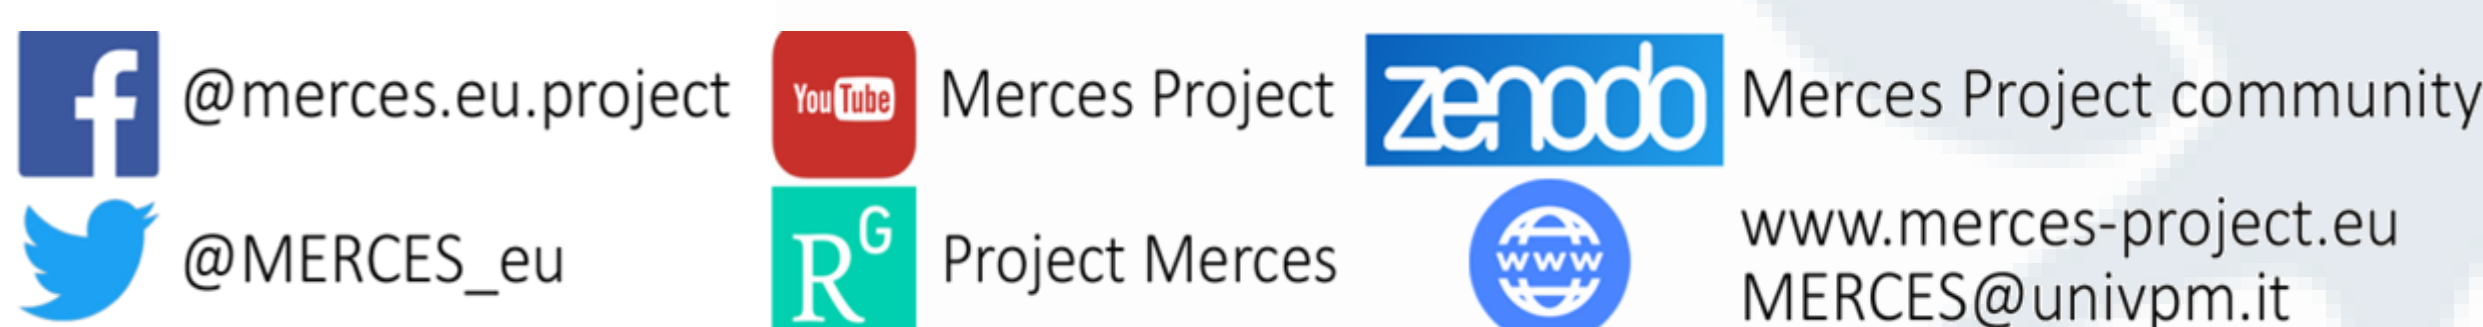 @merces.eu.project
YouTube
Merces Project
zenodo
Merces Project community
@MERCES_eu
RG
Project Merces
www
www.merces-project.eu
MERCES@univpm.it